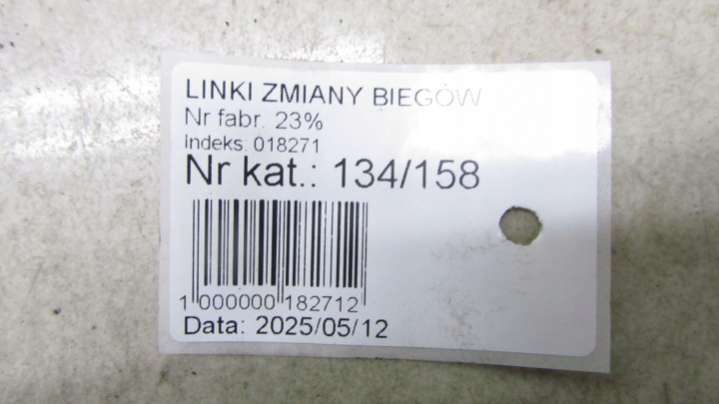 LINKI ZMIANY BIEGÓW
Nr fabr. 23%
Indeks: 018271
Nr kat.: 134/158
1 000000 182712
Data: 2025/05/12